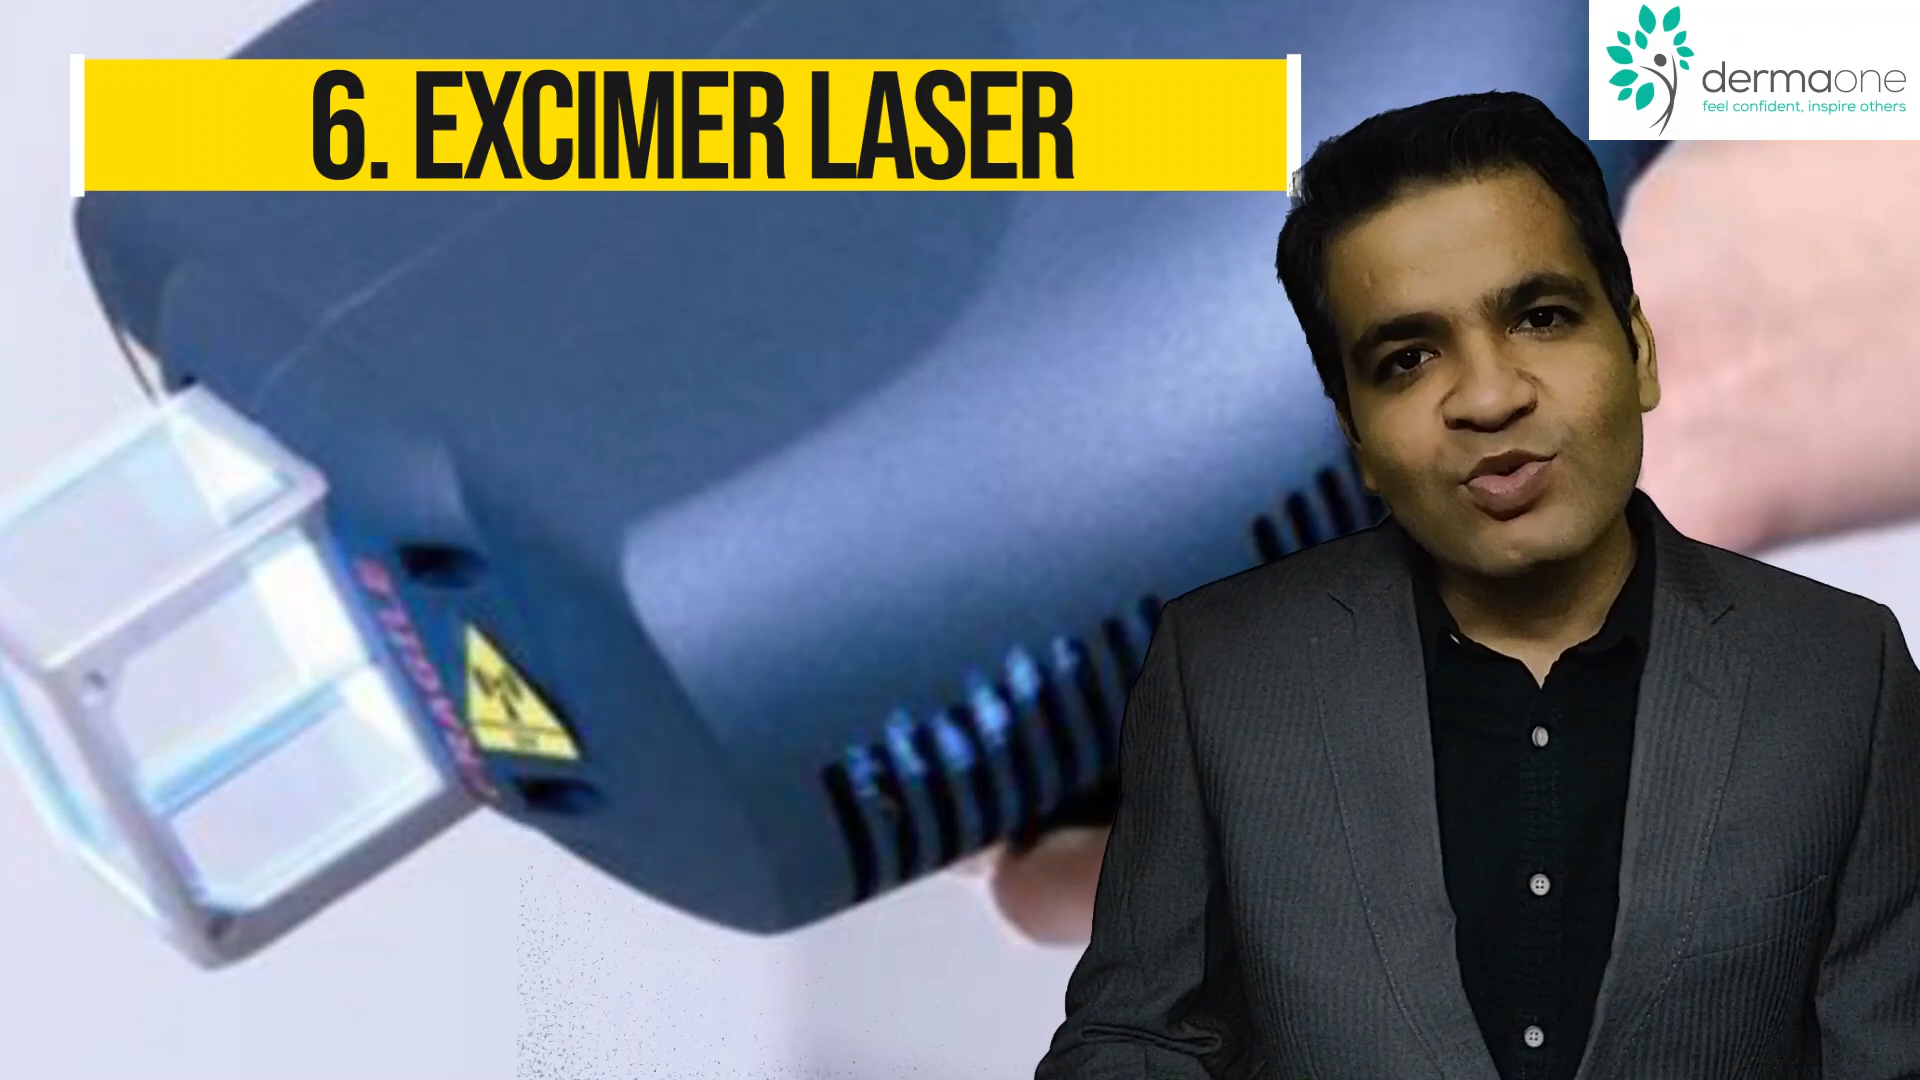 6. EXCIMER LASER
dermaone
feel confident, inspire others